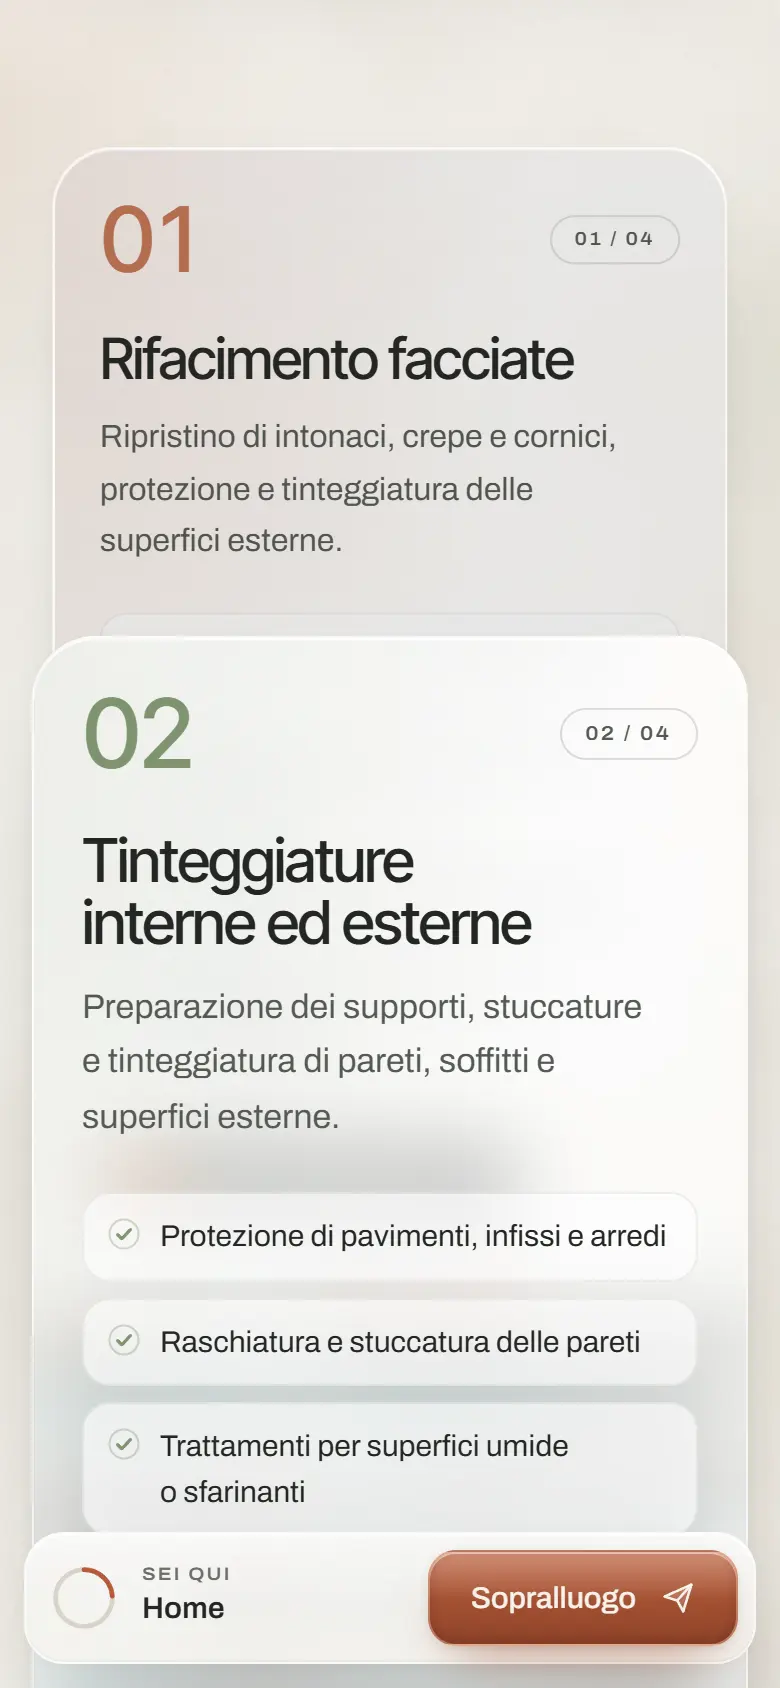 01
01 / 04
Rifacimento facciate
Ripristino di intonaci, crepe e cornici,
protezione e tinteggiatura delle
superfici esterne.
02
02 / 04
Tinteggiature
interne ed esterne
Preparazione dei supporti, stuccature
e tinteggiatura di pareti, soffitti e
superfici esterne.
Protezione di pavimenti, infissi e arredi
Raschiatura e stuccatura delle pareti
Trattamenti per superfici umide
o sfarinanti
SEI QUI
Home
Sopralluogo